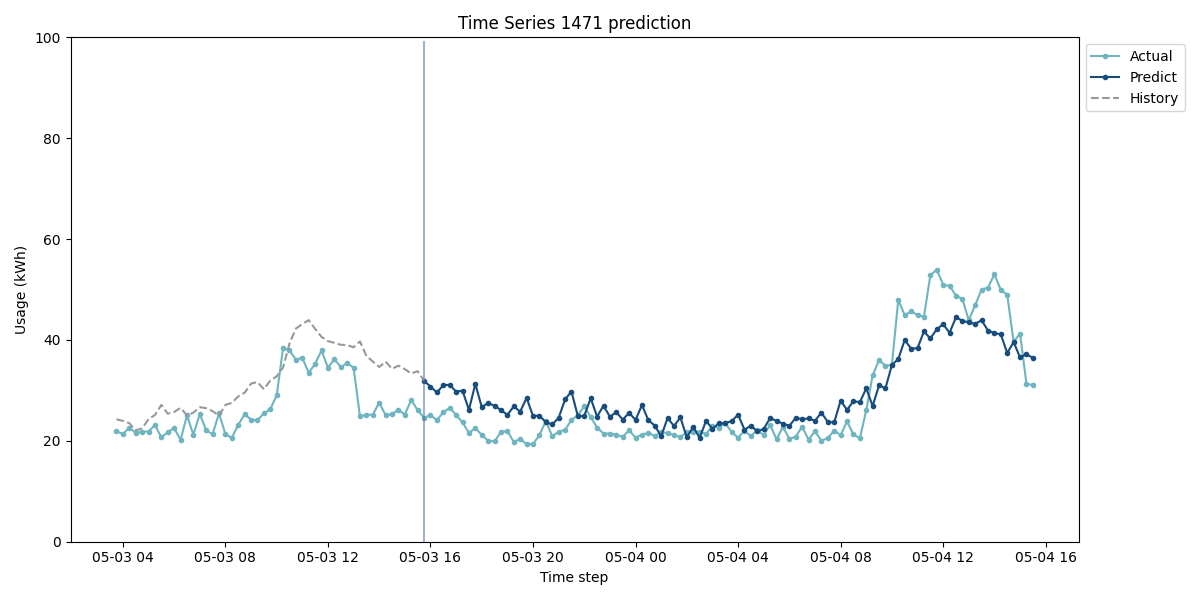 Time Series 1471 prediction
100
80
60
40
20
0
Usage (kWh)
05-03 04
05-03 08
05-03 12
05-03 16
05-03 20
05-04 00
05-04 04
05-04 08
05-04 12
05-04 16
Time step
Actual
Predict
History